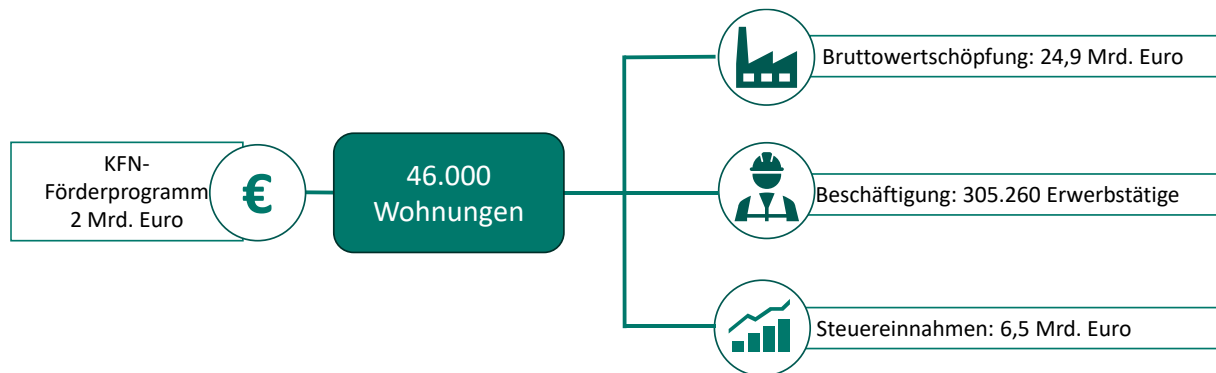 KFN-
Förderprogramm
2 Mrd. Euro
€
46.000
Wohnungen
Bruttowertschöpfung: 24,9 Mrd. Euro
Beschäftigung: 305.260 Erwerbstätige
Steuereinnahmen: 6,5 Mrd. Euro